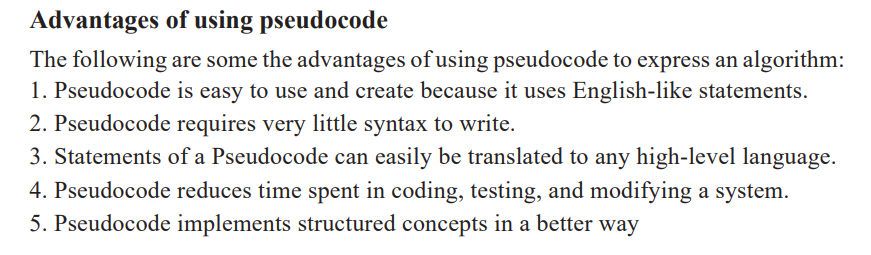 Advantages of using pseudocode
The following are some the advantages of using pseudocode to express an algorithm:
1. Pseudocode is easy to use and create because it uses English-like statements.
2. Pseudocode requires very little syntax to write.
3. Statements of a Pseudocode can easily be translated to any high-level language.
4. Pseudocode reduces time spent in coding, testing, and modifying a system.
5. Pseudocode implements structured concepts in a better way